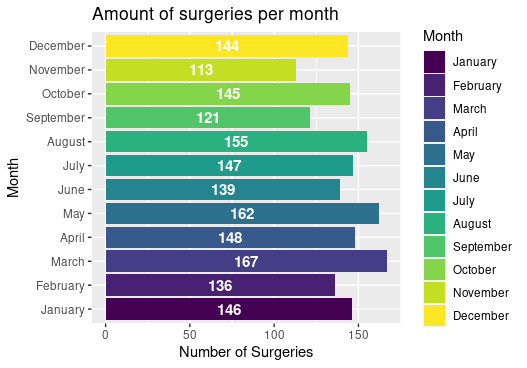 Amount of surgeries per month
Month
December 144
November 113
October 145
September 121
August 155
July 147
June 139
May 162
April 148
March 167
February 136
January 146
0 50 100 150
Number of Surgeries
Month
January
February
March
April
May
June
July
August
September
October
November
December